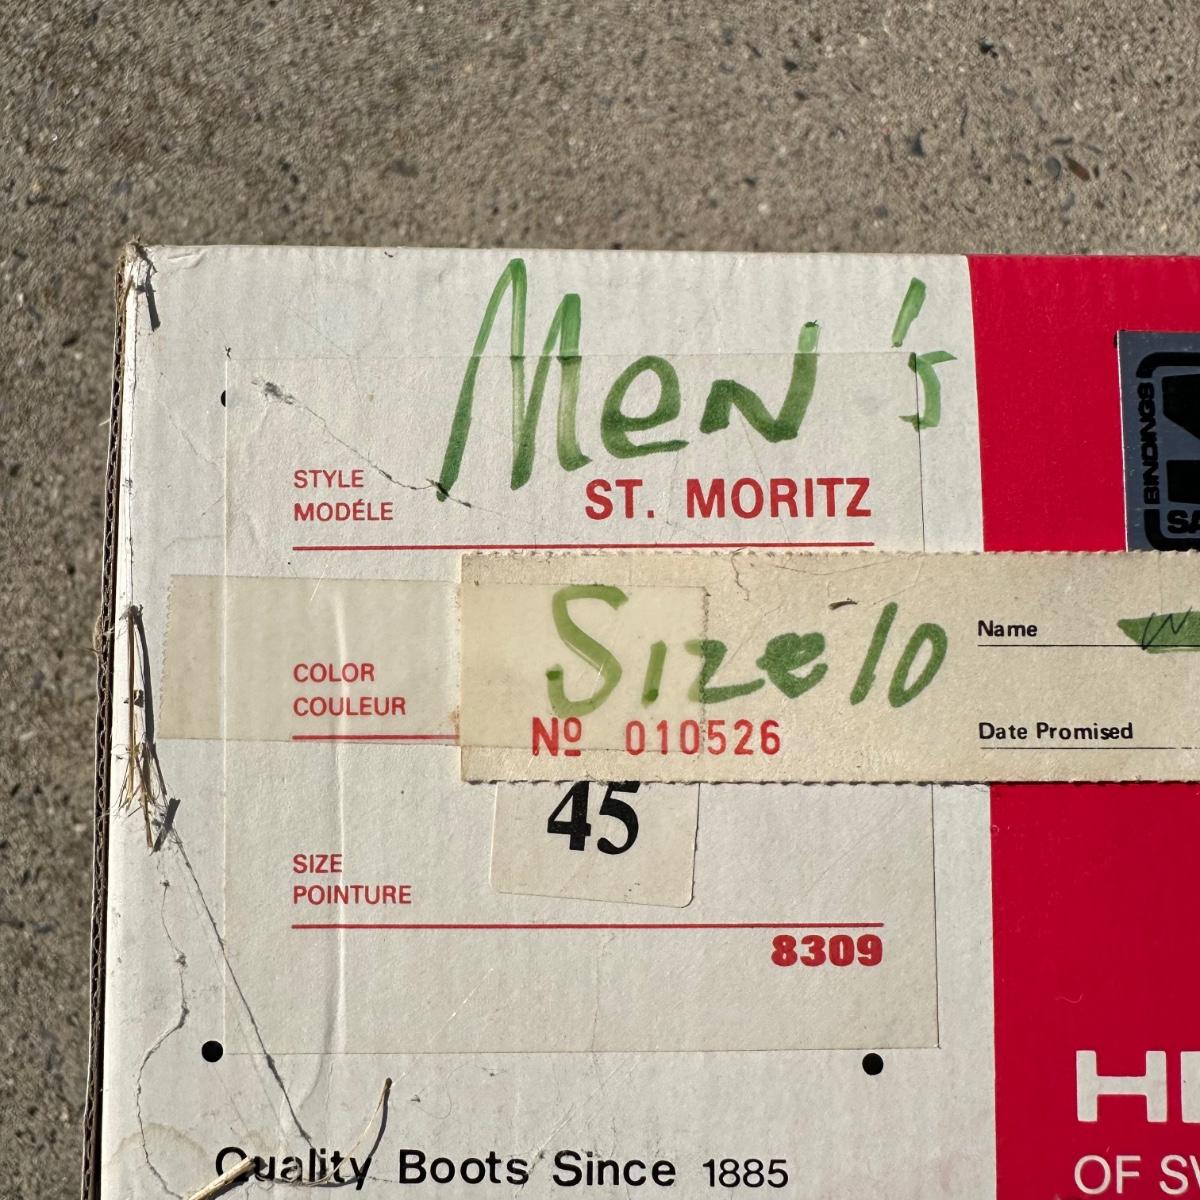 Men's
STYLE
MODÉLE
ST. MORITZ
BINDINGS
Size 10
Name
COLOR
COULEUR
Nº 010526
Date Promised
45
SIZE
POINTURE
8309
Quality Boots Since 1885
OF